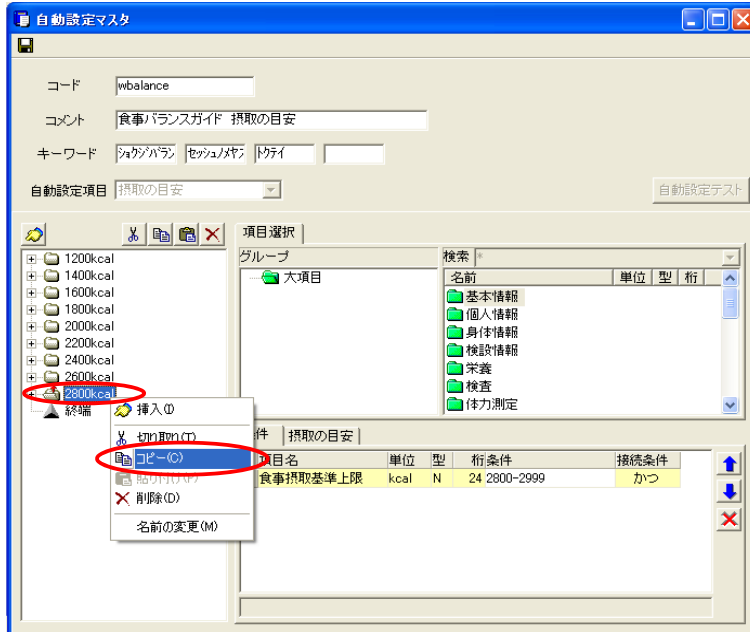 自動設定マスタ
コード wbalance
コメント 食事バランスガイド 摂取の目安
キーワード ショクジバラン セッシュノメヤス トクテイ
自動設定項目 摂取の目安 自動設定テスト
項目選択
グループ 検索 *
大項目
名前 単位 型 桁
基本情報
個人情報
身体情報
検設情報
栄養
検査
体力測定
1200kcal
1400kcal
1600kcal
1800kcal
2000kcal
2200kcal
2400kcal
2600kcal
2800kcal
終端
挿入(I)
切り取り(T)
コピー(C)
貼り付け(P)
削除(D)
名前の変更(M)
件 摂取の目安
項目名 単位 型 桁 条件 接続条件
食事摂取基準上限 kcal N 24 2800-2999 かつ